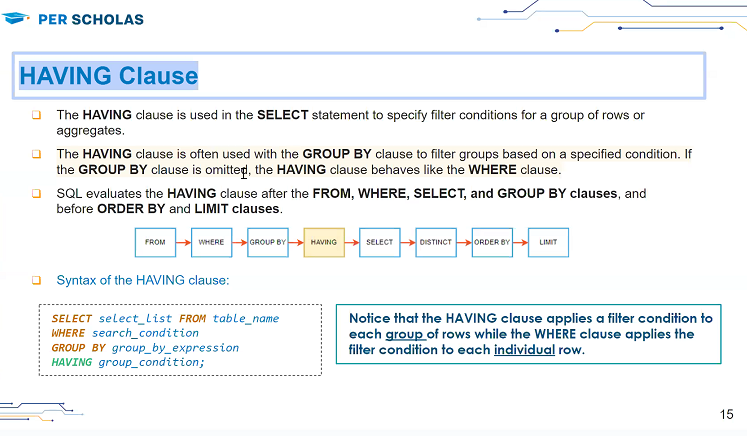 PER SCHOLAS
HAVING Clause
The HAVING clause is used in the SELECT statement to specify filter conditions for a group of rows or
aggregates.
The HAVING clause is often used with the GROUP BY clause to filter groups based on a specified condition. If
the GROUP BY clause is omitted, the HAVING clause behaves like the WHERE clause.
SQL evaluates the HAVING clause after the FROM, WHERE, SELECT, and GROUP BY clauses, and
before ORDER BY and LIMIT clauses.
FROM WHERE GROUP BY HAVING SELECT DISTINCT ORDER BY LIMIT
Syntax of the HAVING clause:
SELECT select_list FROM table_name
WHERE search_condition
GROUP BY group_by_expression
HAVING group_condition;
Notice that the HAVING clause applies a filter condition to
each group of rows while the WHERE clause applies the
filter condition to each individual row.
15